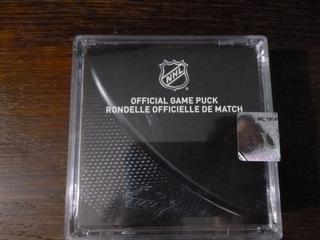 NHL
OFFICIAL GAME PUCK
RONDELLE OFFICIELLE DE MATCH